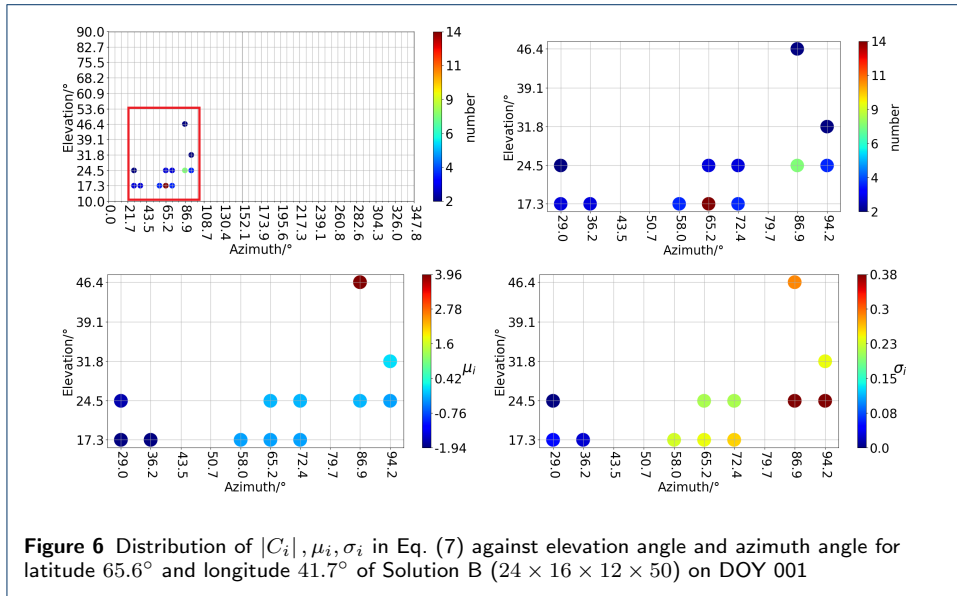 90.0
82.7
75.5
68.2
60.9
53.6
46.4
39.1
31.8
24.5
17.3
10.0
Elevation/°
0.0 21.7 43.5 65.2 86.9 108.7 130.4 152.1 173.9 195.6 217.3 239.1 260.8 282.6 304.3 326.0 347.8
Azimuth/°
14
11
9
6
4
2
number
46.4
39.1
31.8
24.5
17.3
Elevation/°
29.0 36.2 43.5 50.7 58.0 65.2 72.4 79.7 86.9 94.2
Azimuth/°
14
11
9
6
4
2
number
46.4
39.1
31.8
24.5
17.3
Elevation/°
29.0 36.2 43.5 50.7 58.0 65.2 72.4 79.7 86.9 94.2
Azimuth/°
3.96
2.78
1.6
0.42
-0.76
-1.94
μᵢ
46.4
39.1
31.8
24.5
17.3
Elevation/°
29.0 36.2 43.5 50.7 58.0 65.2 72.4 79.7 86.9 94.2
Azimuth/°
0.38
0.3
0.23
0.15
0.08
0.0
σᵢ
Figure 6 Distribution of |Cᵢ|, μᵢ, σᵢ in Eq. (7) against elevation angle and azimuth angle for
latitude 65.6° and longitude 41.7° of Solution B (24 × 16 × 12 × 50) on DOY 001